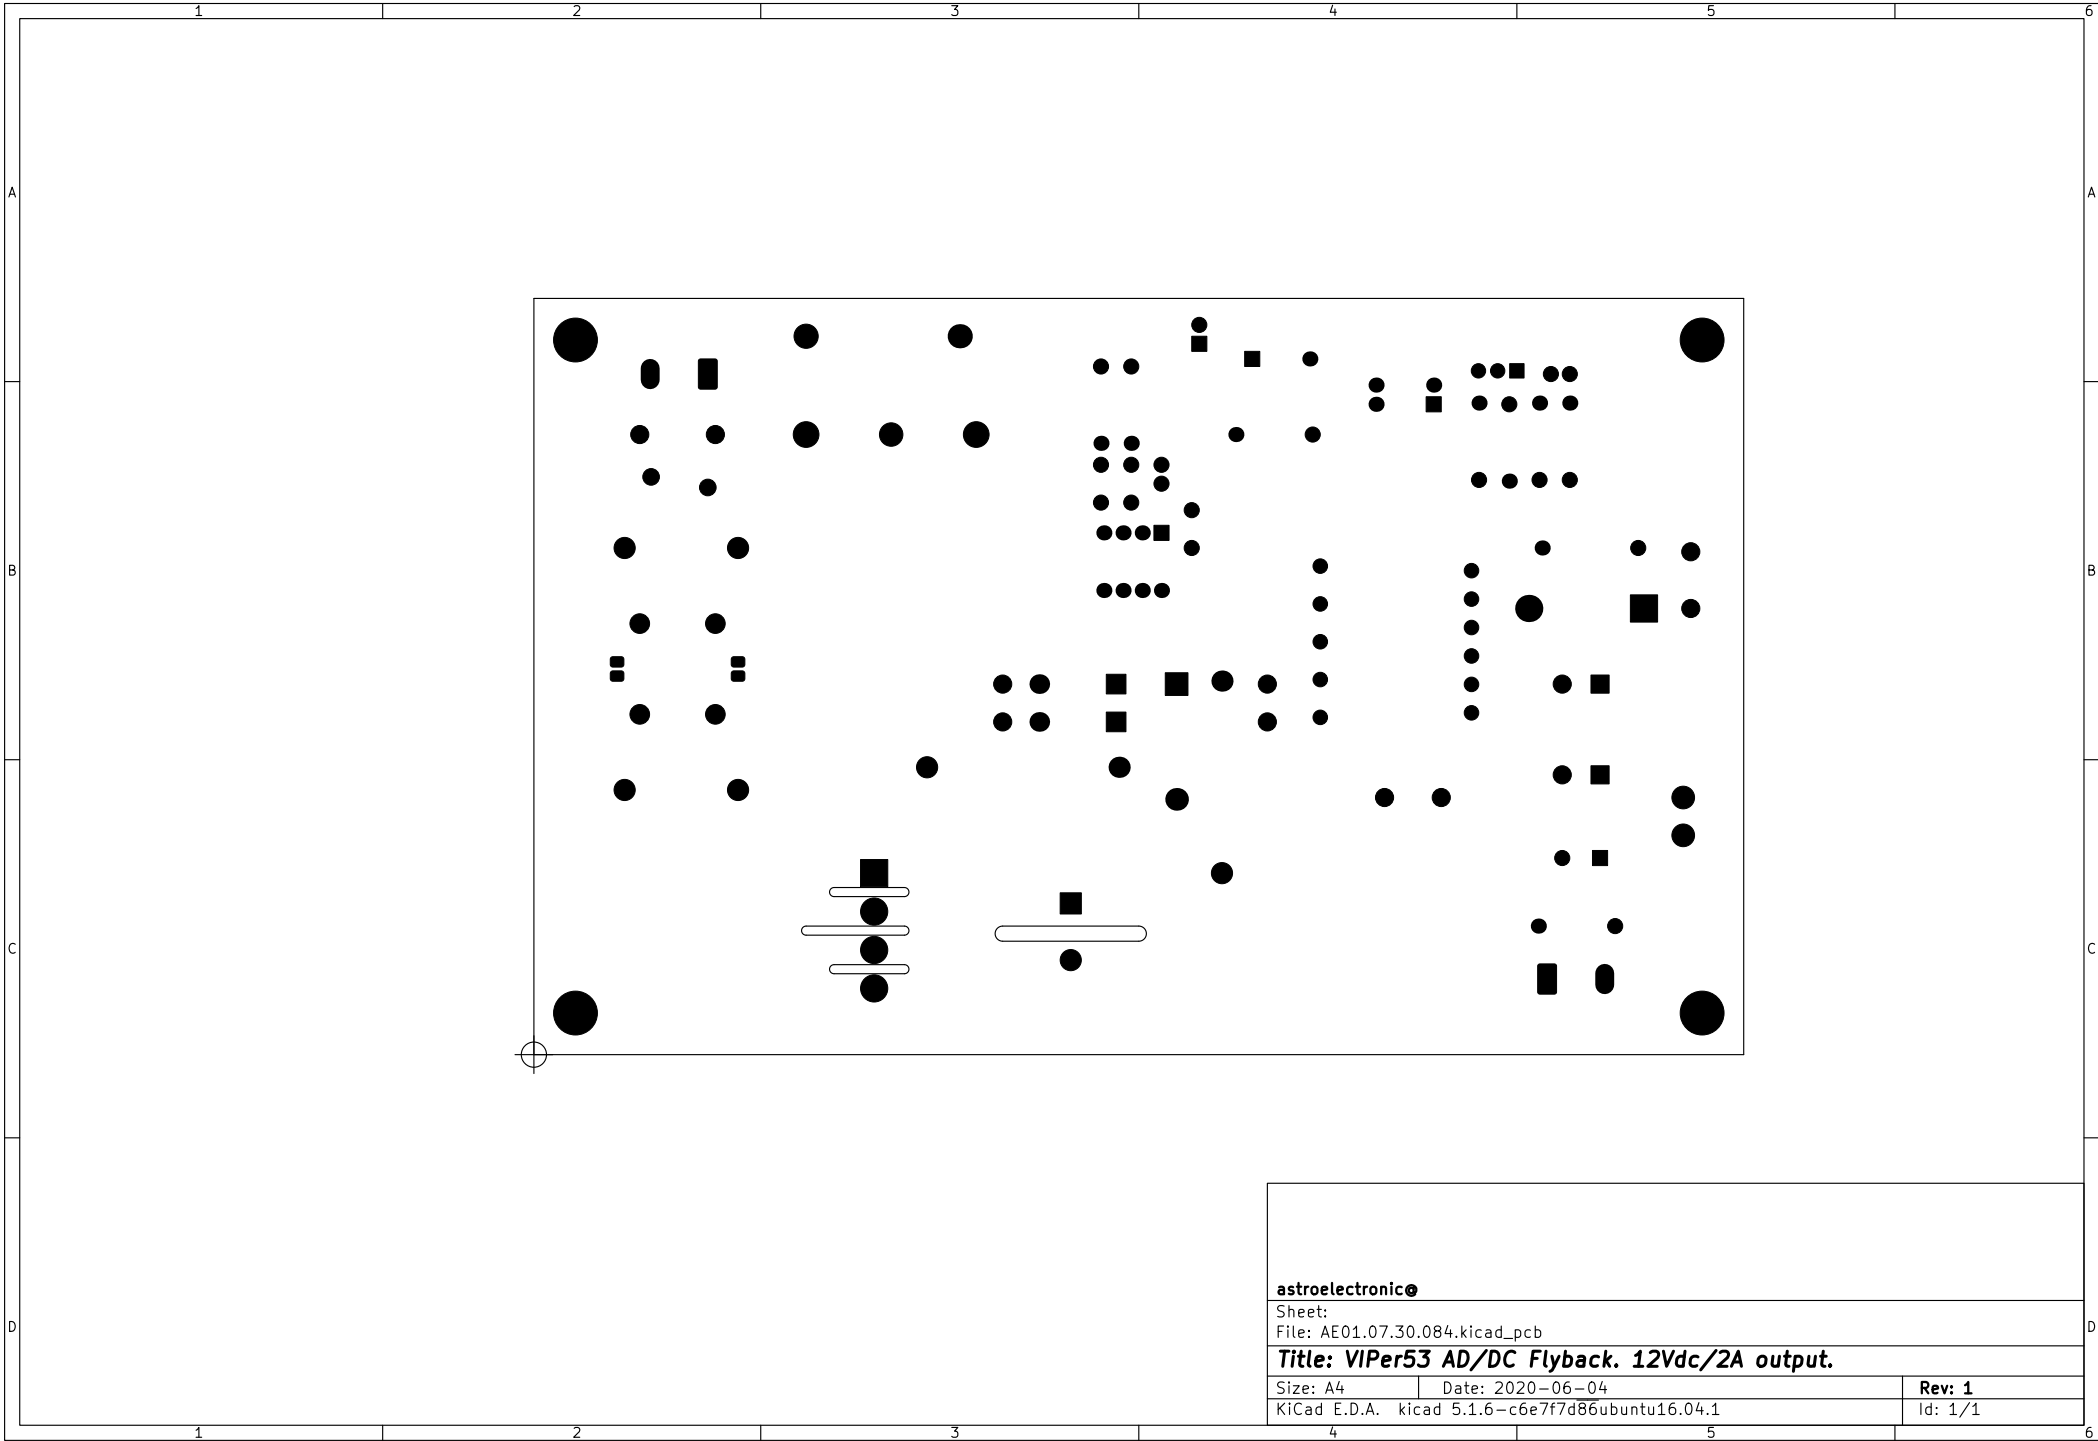 1 2 3 4 5 6
A A
B B
C C
D D
astroelectronic@
Sheet:
File: AE01.07.30.084.kicad_pcb
Title: VIPer53 AD/DC Flyback. 12Vdc/2A output.
Size: A4 Date: 2020-06-04 Rev: 1
KiCad E.D.A. kicad 5.1.6-c6e7f7d86ubuntu16.04.1 Id: 1/1
1 2 3 4 5 6